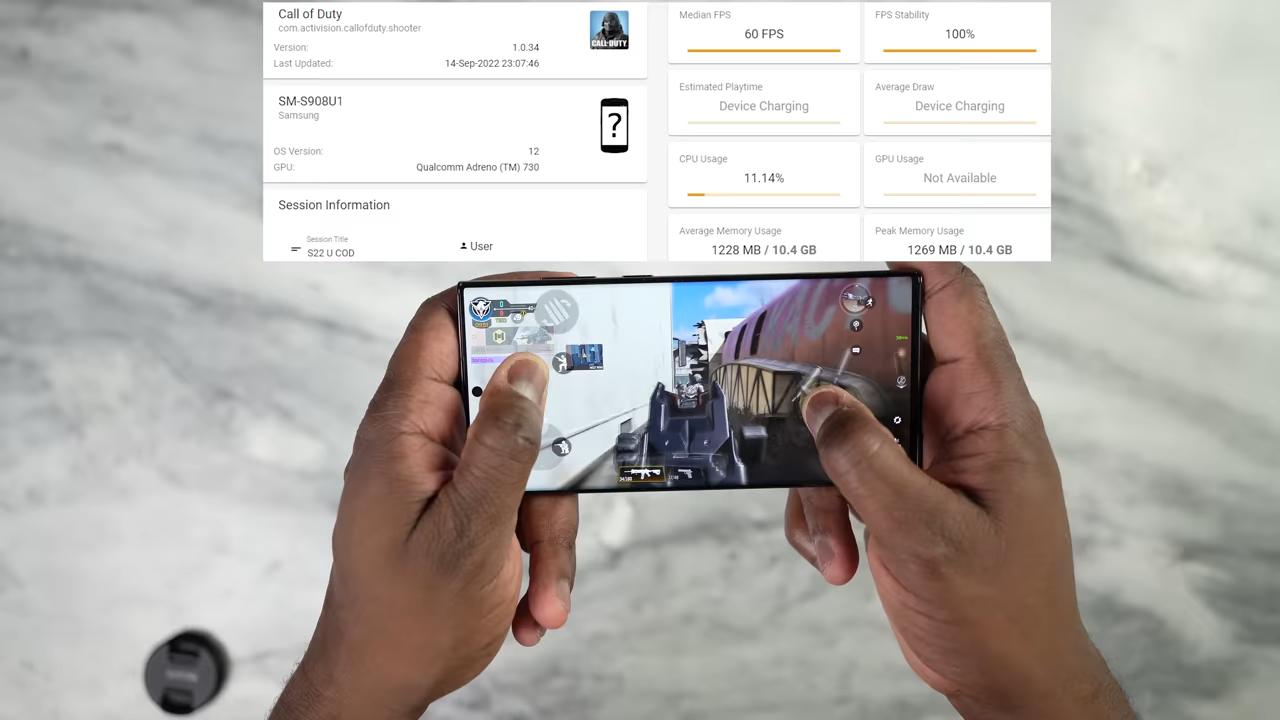 Call of Duty
com.activision.callofduty.shooter
Version: 1.0.34
Last Updated: 14-Sep-2022 23:07:46
CALL·DUTY
SM-S908U1
Samsung
?
OS Version: 12
GPU: Qualcomm Adreno (TM) 730
Session Information
Session Title
S22 U COD
User
Median FPS
60 FPS
FPS Stability
100%
Estimated Playtime
Device Charging
Average Draw
Device Charging
CPU Usage
11.14%
GPU Usage
Not Available
Average Memory Usage
1228 MB / 10.4 GB
Peak Memory Usage
1269 MB / 10.4 GB